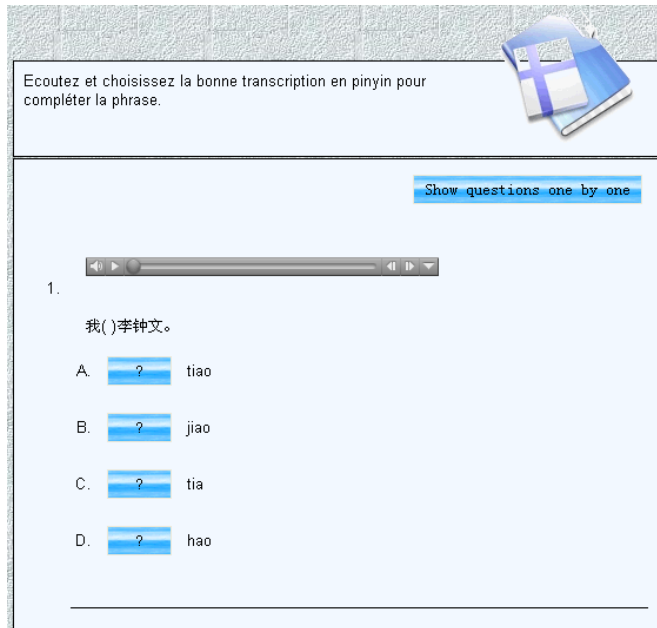 Ecoutez et choisissez la bonne transcription en pinyin pour
compléter la phrase.
Show questions one by one
1.
我( )李钟文。
A. ? tiao
B. ? jiao
C. ? tia
D. ? hao